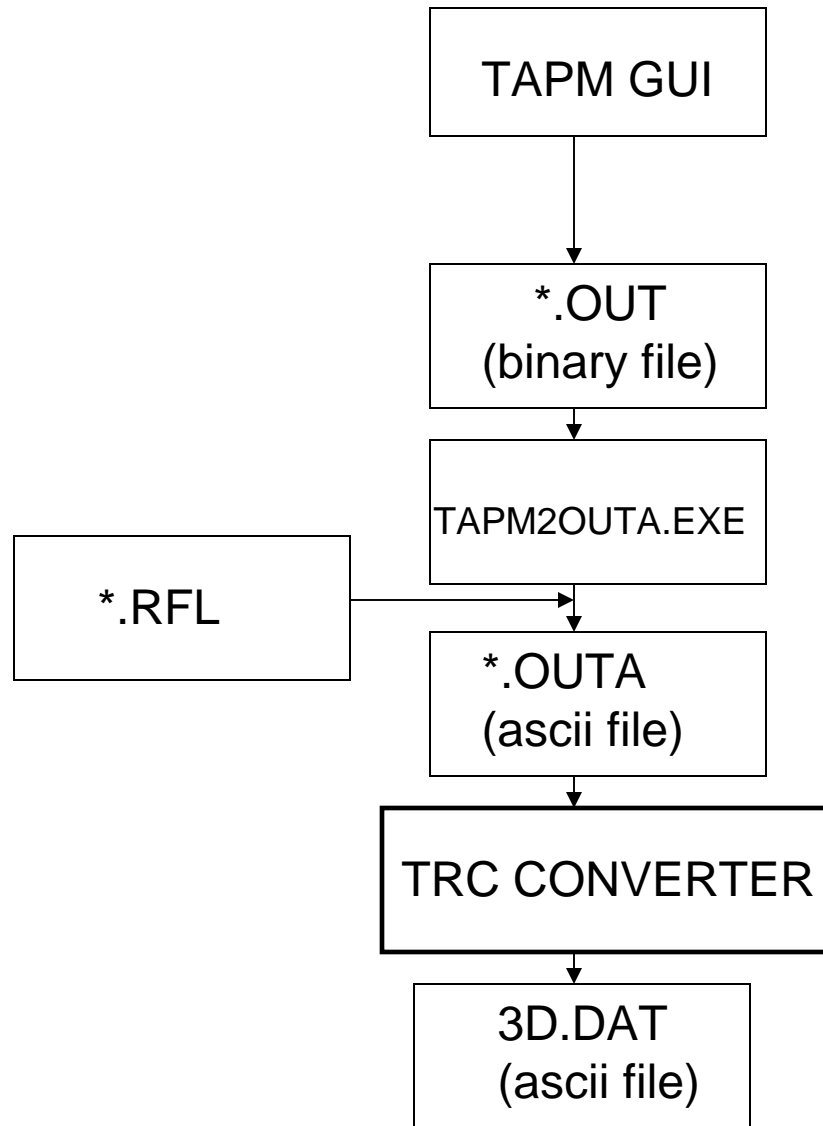 TAPM GUI
*.OUT
(binary file)
TAPM2OUTA.EXE
*.RFL
*.OUTA
(ascii file)
TRC CONVERTER
3D.DAT
(ascii file)